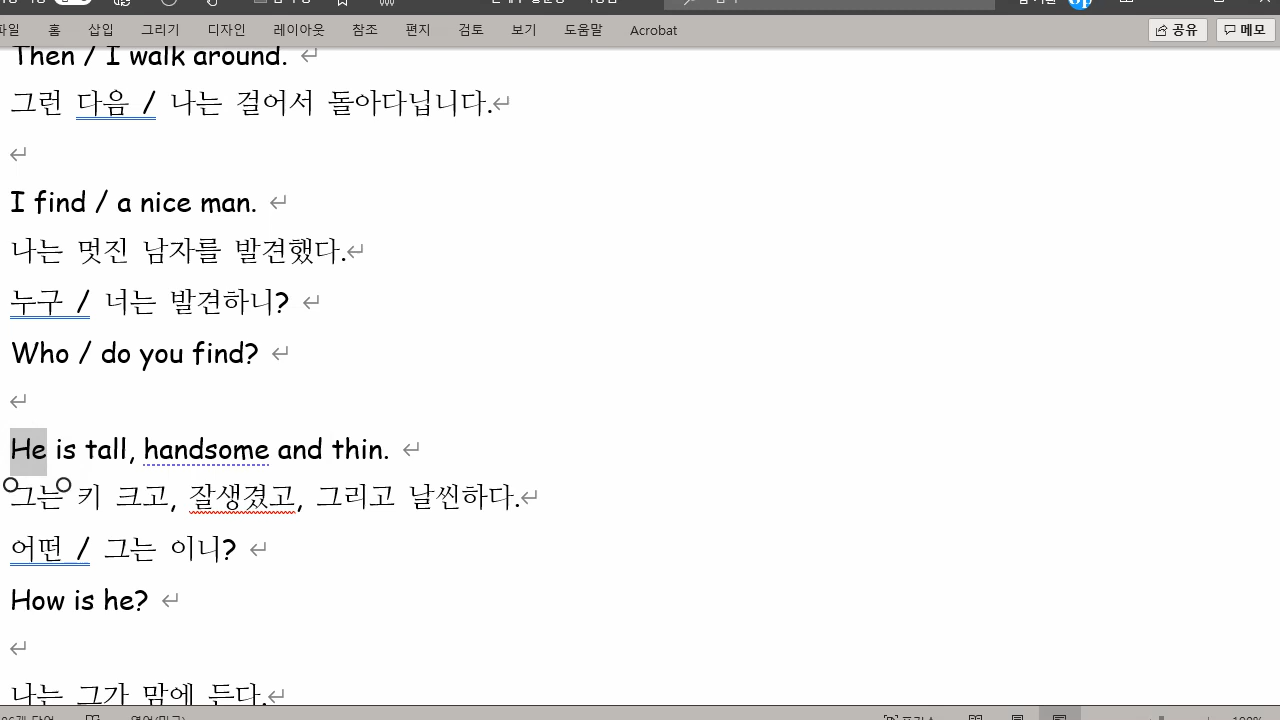 홈 삽입 그리기 디자인 레이아웃 참조 편지 검토 보기 도움말 Acrobat 공유 메모
Then / I walk around.
그런 다음 / 나는 걸어서 돌아다닙니다.
I find / a nice man.
나는 멋진 남자를 발견했다.
누구 / 너는 발견하니?
Who / do you find?
He is tall, handsome and thin.
그는 키 크고, 잘생겼고, 그리고 날씬하다.
어떤 / 그는 이니?
How is he?
나는 그가 맘에 든다.